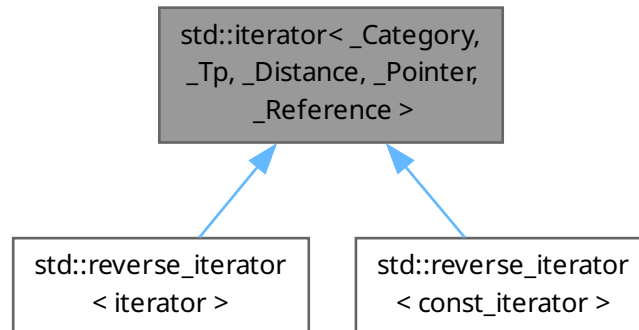 std::iterator< _Category,
_Tp, _Distance, _Pointer,
_Reference >
std::reverse_iterator
< iterator >
std::reverse_iterator
< const_iterator >